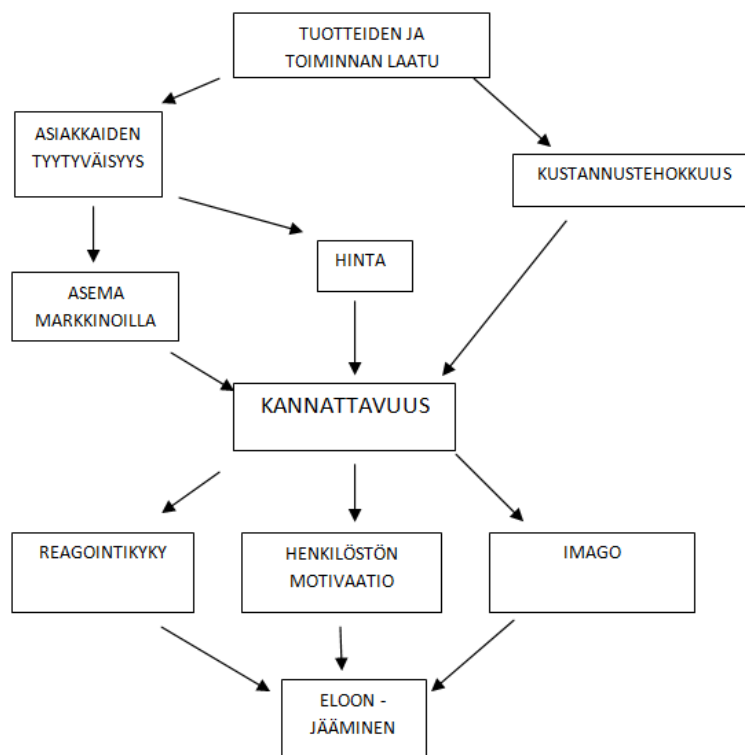 TUOTTEIDEN JA
TOIMINNAN LAATU
ASIAKKAIDEN
TYYTYVÄISYYS
KUSTANNUSTEHOKKUUS
HINTA
ASEMA
MARKKINOILLA
KANNATTAVUUS
REAGOINTIKYKY
HENKILÖSTÖN
MOTIVAATIO
IMAGO
ELOON -
JÄÄMINEN